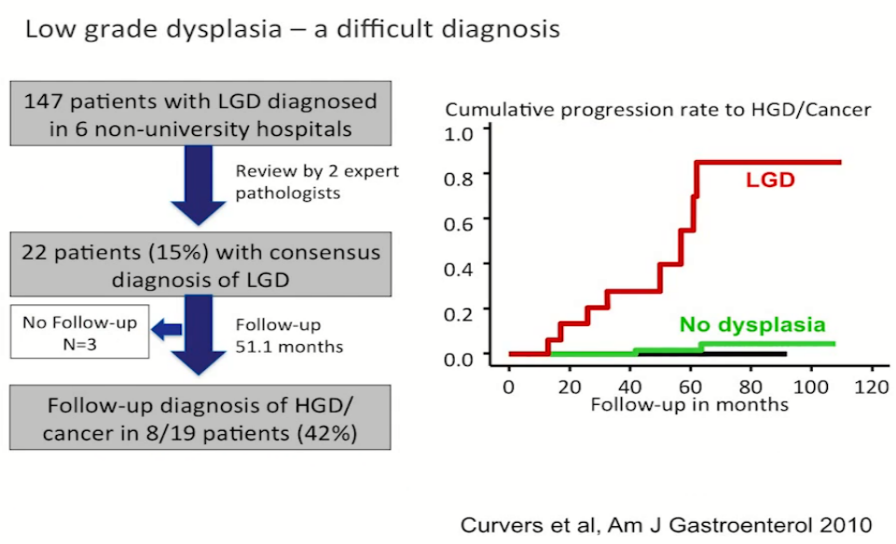 Low grade dysplasia – a difficult diagnosis
147 patients with LGD diagnosed
in 6 non-university hospitals
Review by 2 expert
pathologists
22 patients (15%) with consensus
diagnosis of LGD
No Follow-up
N=3
Follow-up
51.1 months
Follow-up diagnosis of HGD/
cancer in 8/19 patients (42%)
Cumulative progression rate to HGD/Cancer
1.0
0.8
0.6
0.4
0.2
0.0
LGD
No dysplasia
0 20 40 60 80 100 120
Follow-up in months
Curvers et al, Am J Gastroenterol 2010